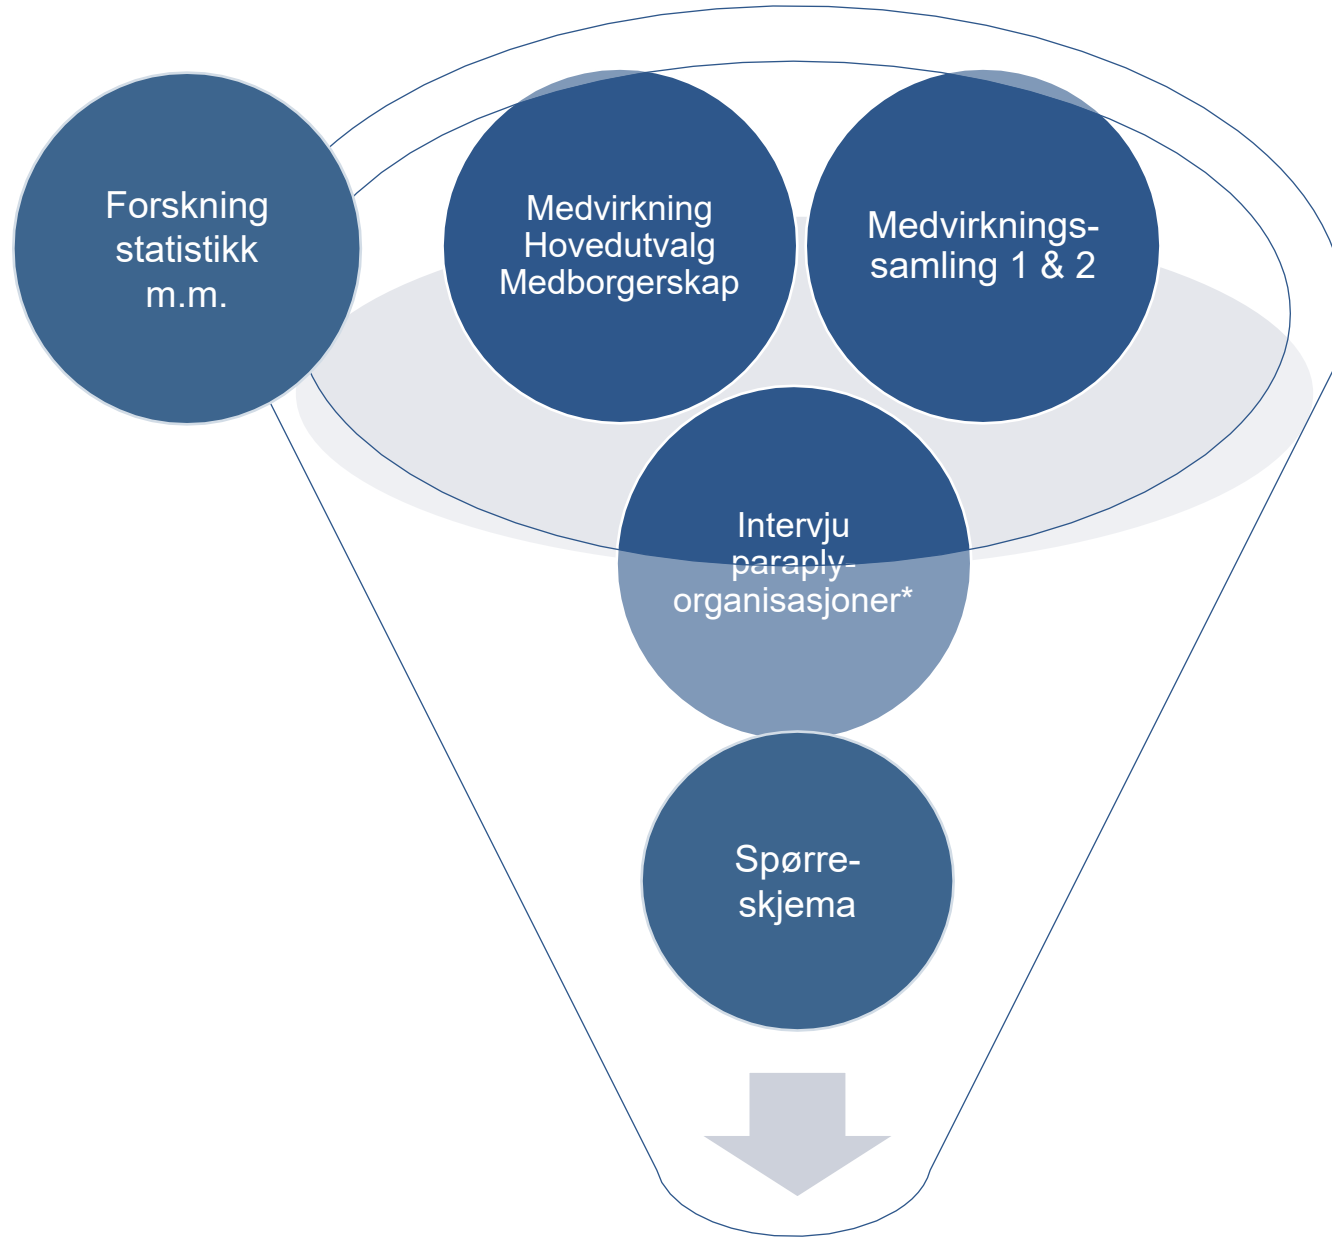 Forskning
statistikk
m.m.
Medvirkning
Hovedutvalg
Medborgerskap
Medvirknings-
samling 1 & 2
Intervju
paraply-
organisasjoner*
Spørre-
skjema